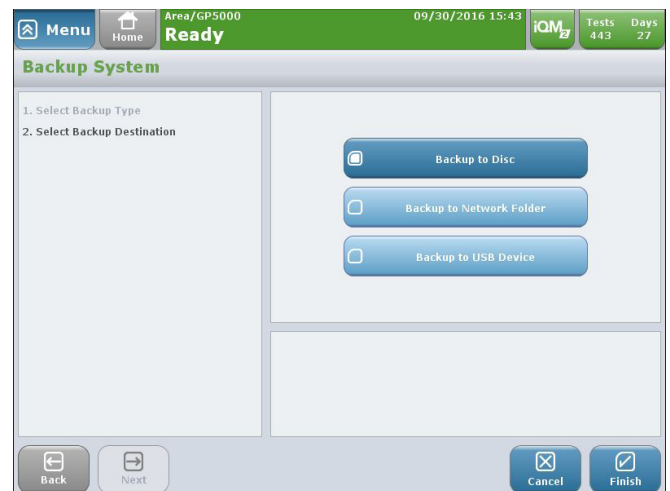 Menu
Home
Area/GP5000
09/30/2016 15:43
Ready
iQM2
Tests Days
443 27
Backup System
1. Select Backup Type
2. Select Backup Destination
Backup to Disc
Backup to Network Folder
Backup to USB Device
Back
Next
Cancel
Finish